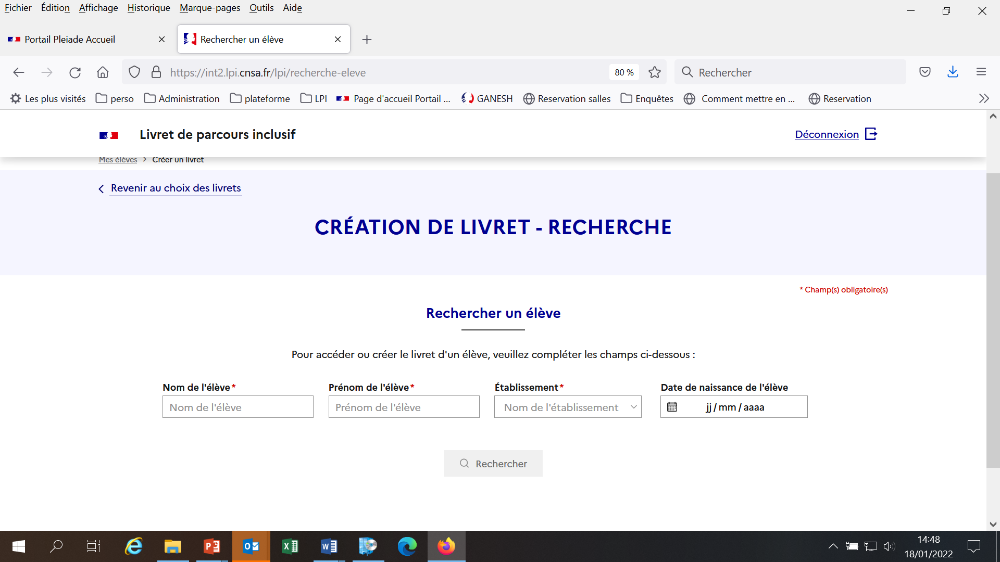 Fichier Édition Affichage Historique Marque-pages Outils Aide
Portail Pleiade Accueil
Rechercher un élève
https://int2.lpi.cnsa.fr/lpi/recherche-eleve
80 %
Rechercher
Les plus visités perso Administration plateforme LPI Page d'accueil Portail ... GANESH Reservation salles Enquêtes Comment mettre en ... Reservation
Livret de parcours inclusif
Déconnexion
Mes élèves > Créer un livret
Revenir au choix des livrets
CRÉATION DE LIVRET - RECHERCHE
* Champ(s) obligatoire(s)
Rechercher un élève
Pour accéder ou créer le livret d'un élève, veuillez compléter les champs ci-dessous :
Nom de l'élève* Prénom de l'élève* Établissement* Date de naissance de l'élève
Nom de l'élève Prénom de l'élève Nom de l'établissement jj / mm / aaaa
Rechercher
14:48
18/01/2022